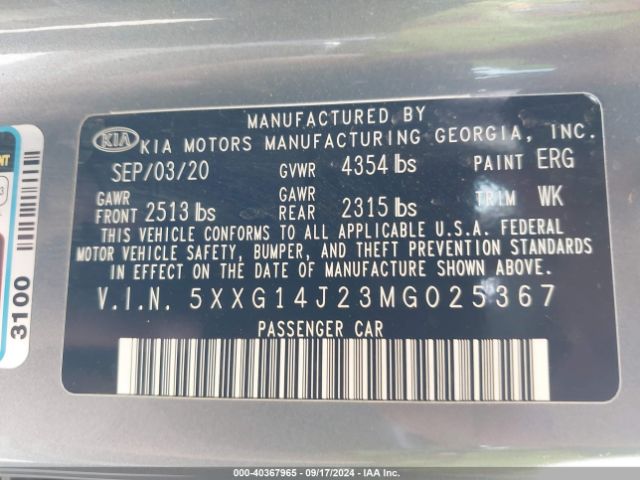 MANUFACTURED BY
KIA KIA MOTORS MANUFACTURING GEORGIA, INC.
SEP/03/20 GVWR 4354 lbs PAINT ERG
GAWR FRONT 2513 lbs GAWR REAR 2315 lbs TRIM WK
THIS VEHICLE CONFORMS TO ALL APPLICABLE U.S.A. FEDERAL
MOTOR VEHICLE SAFETY, BUMPER, AND THEFT PREVENTION STANDARDS
IN EFFECT ON THE DATE OF MANUFACTURE SHOWN ABOVE.
V.I.N. 5XXG14J23MG025367
PASSENGER CAR
3100
000-40367965 - 09/17/2024 - IAA Inc.